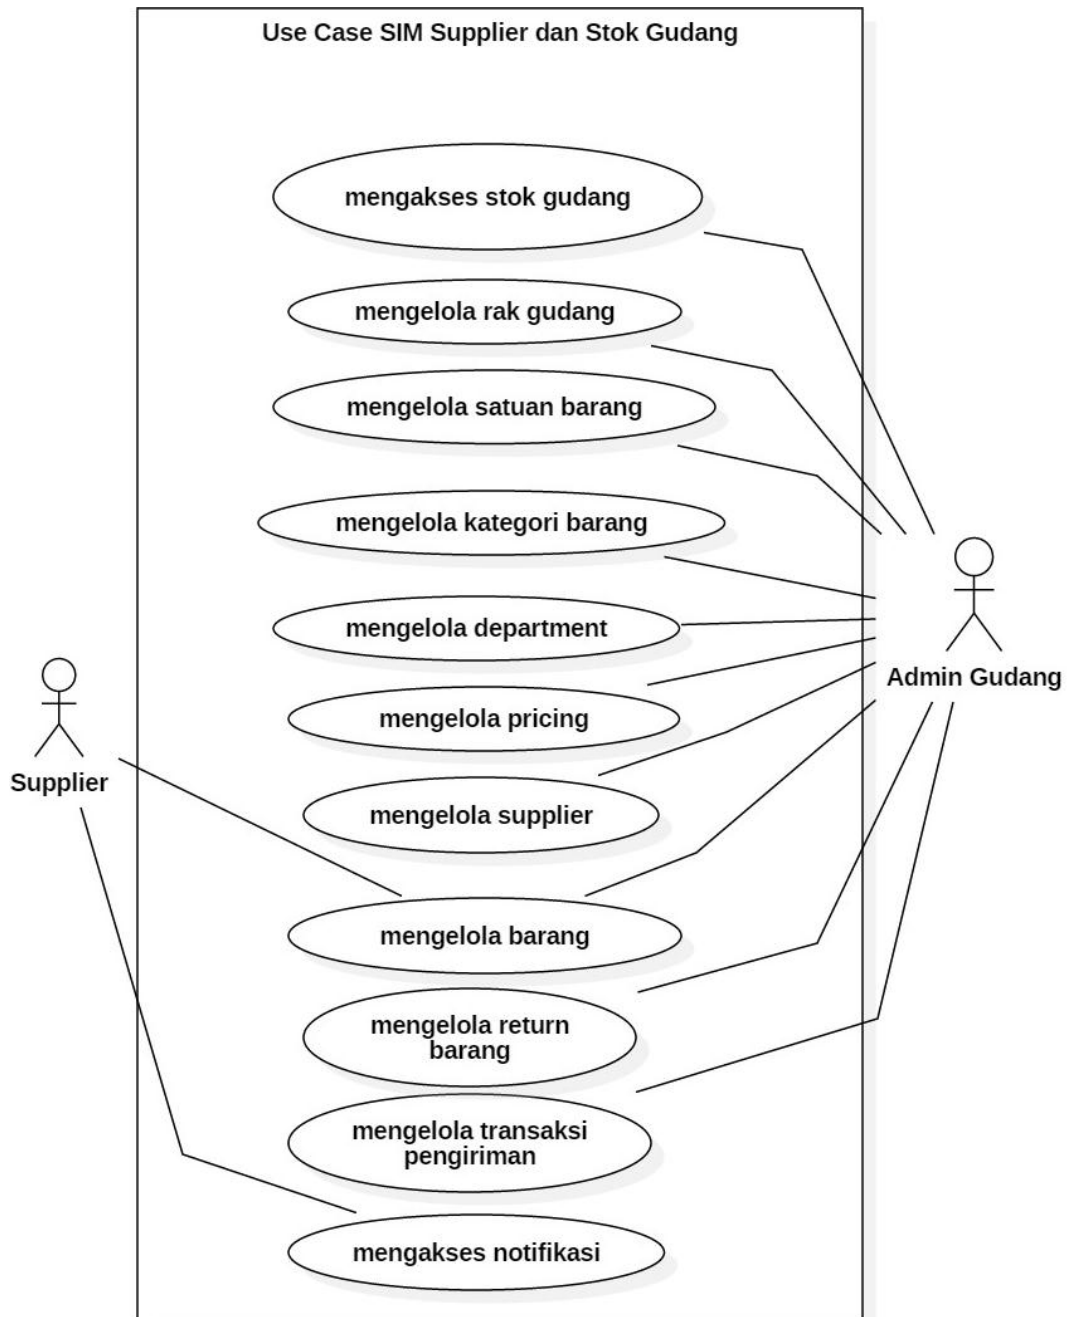 Use Case SIM Supplier dan Stok Gudang
mengakses stok gudang
mengelola rak gudang
mengelola satuan barang
mengelola kategori barang
mengelola department
Admin Gudang
mengelola pricing
Supplier
mengelola supplier
mengelola barang
mengelola return
barang
mengelola transaksi
pengiriman
mengakses notifikasi